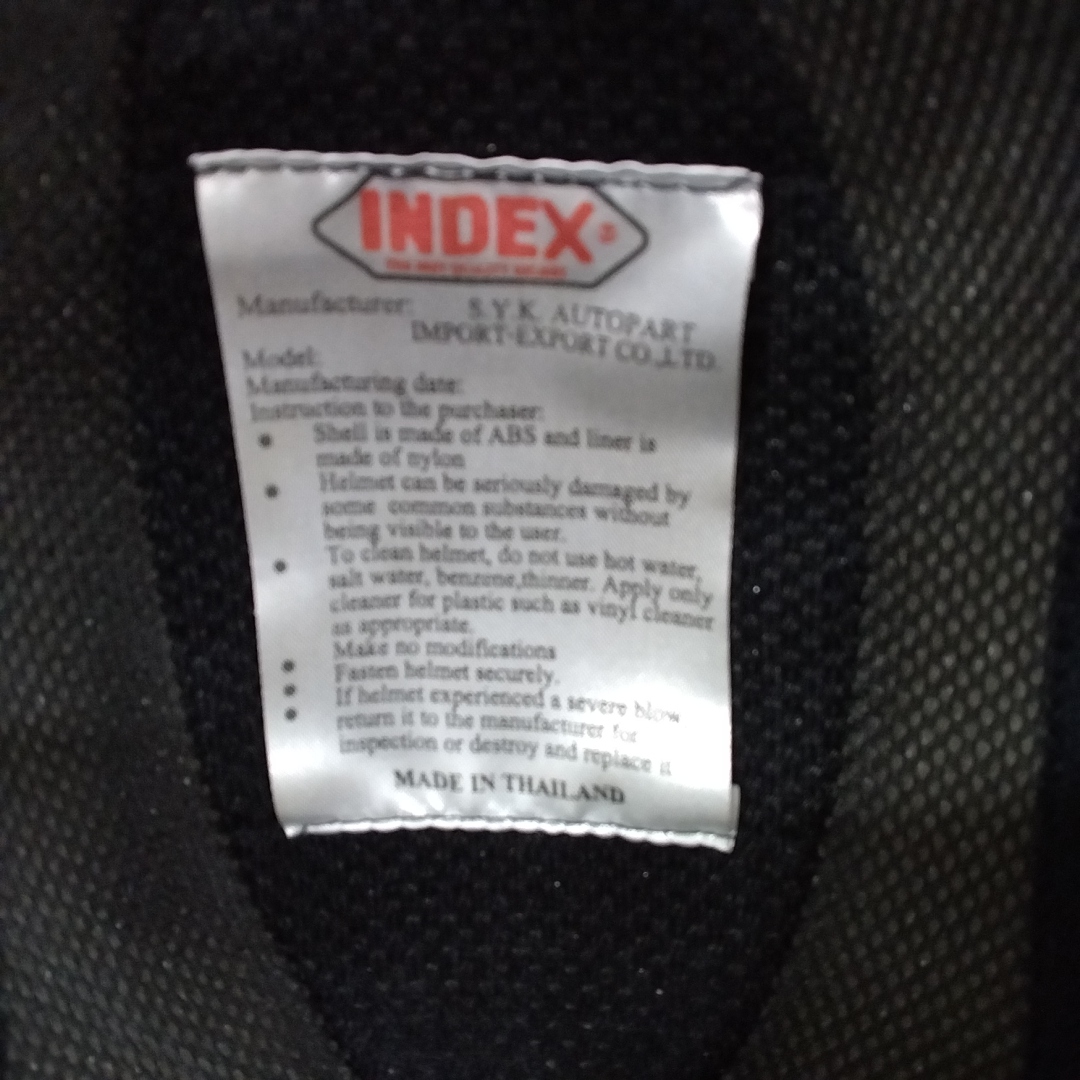 INDEX®
Manufacturer: S.Y.K. AUTOPART
IMPORT-EXPORT CO.,LTD.
Model:
Manufacturing date:
Instruction to the purchaser:
• Shell is made of ABS and liner is
made of nylon
• Helmet can be seriously damaged by
some common substances without
being visible to the user.
• To clean helmet, do not use hot water,
salt water, benzene,thinner. Apply only
cleaner for plastic such as vinyl cleaner
as appropriate.
Make no modifications
• Fasten helmet securely.
• If helmet experienced a severe blow
• return it to the manufacturer for
inspection or destroy and replace it
MADE IN THAILAND